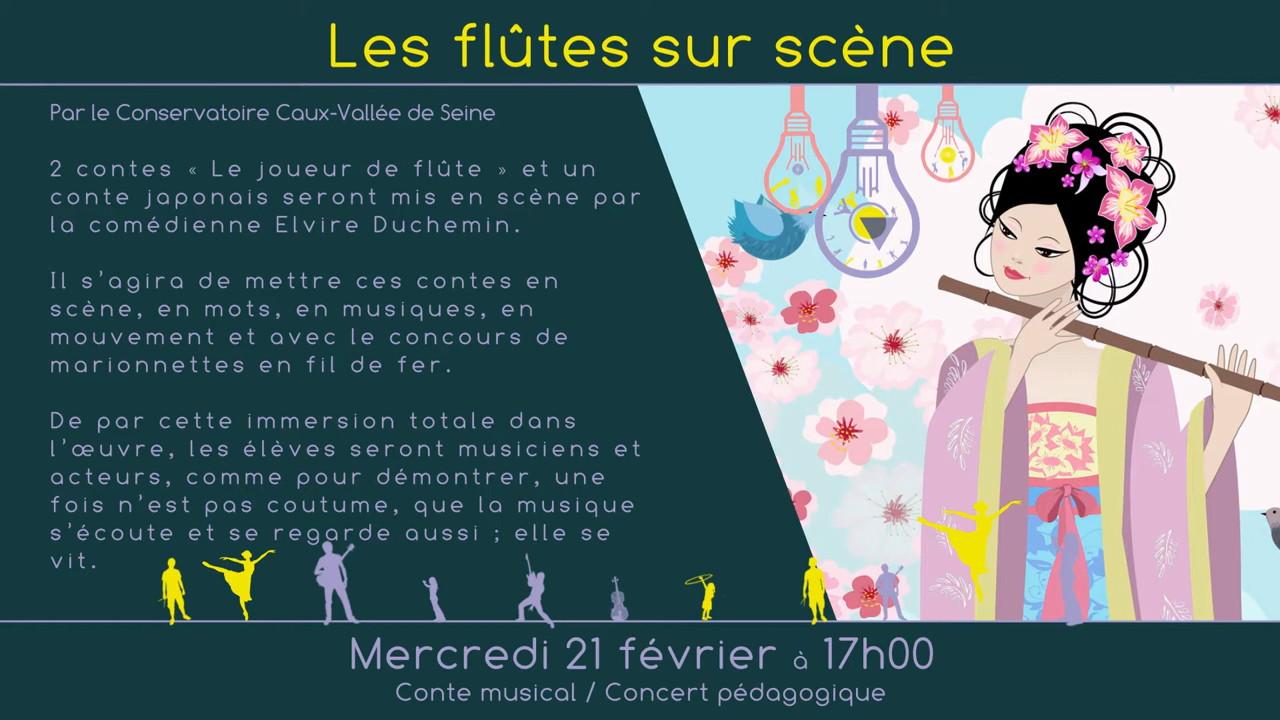 Les flûtes sur scène
Par le Conservatoire Caux-Vallée de Seine
2 contes « Le joueur de flûte » et un
conte japonais seront mis en scène par
la comédienne Elvire Duchemin.
Il s'agira de mettre ces contes en
scène, en mots, en musiques, en
mouvement et avec le concours de
marionnettes en fil de fer.
De par cette immersion totale dans
l'œuvre, les élèves seront musiciens et
acteurs, comme pour démontrer, une
fois n'est pas coutume, que la musique
s'écoute et se regarde aussi ; elle se
vit.
Mercredi 21 février à 17h00
Conte musical / Concert pédagogique